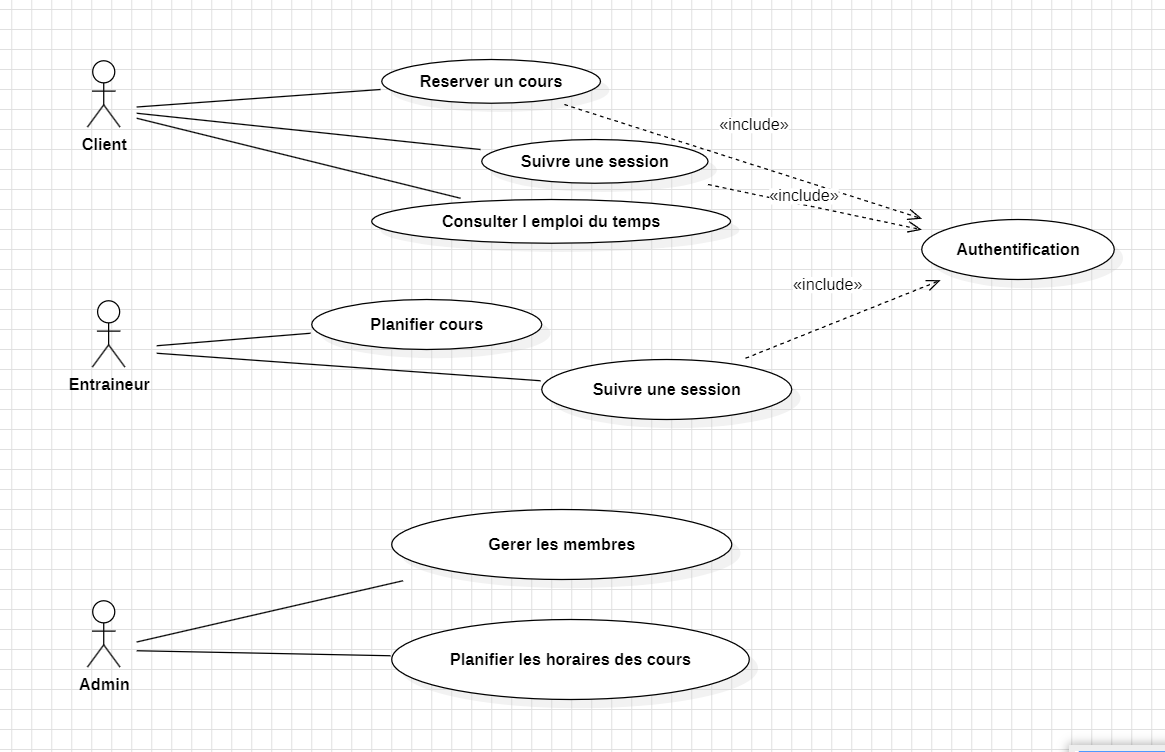 Reserver un cours
«include»
Client
Suivre une session
«include»
Consulter l emploi du temps
Authentification
«include»
Planifier cours
Entraineur
Suivre une session
Gerer les membres
Planifier les horaires des cours
Admin